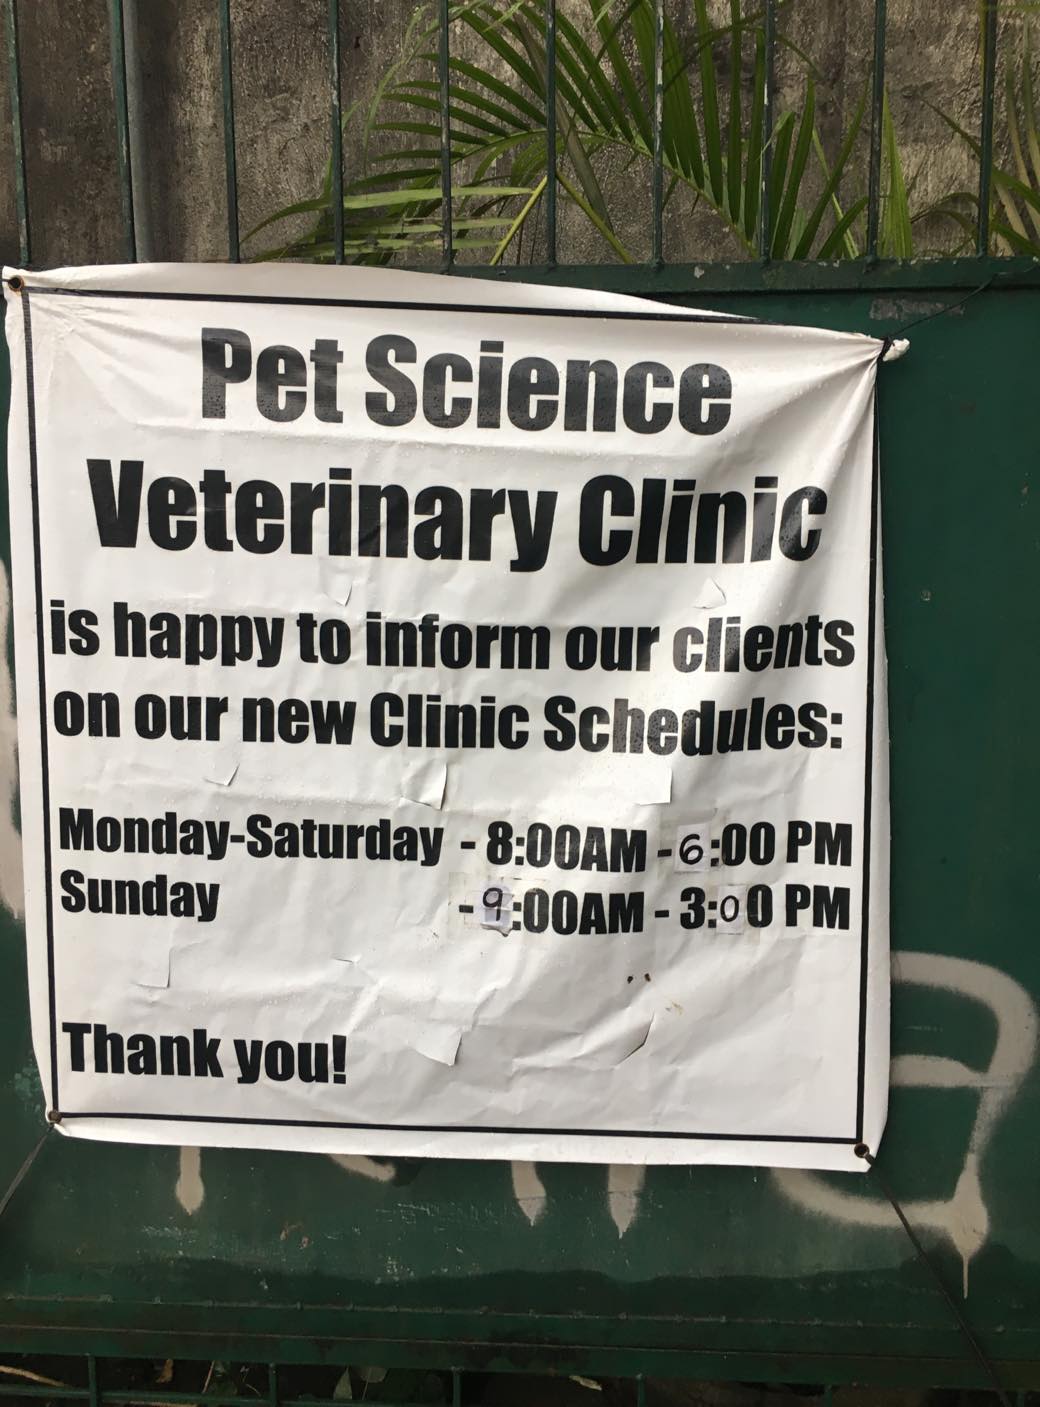 Pet Science
Veterinary Clinic
is happy to inform our clients
on our new Clinic Schedules:
Monday-Saturday - 8:00AM - 6:00 PM
Sunday - 9:00AM - 3:00 PM
Thank you!